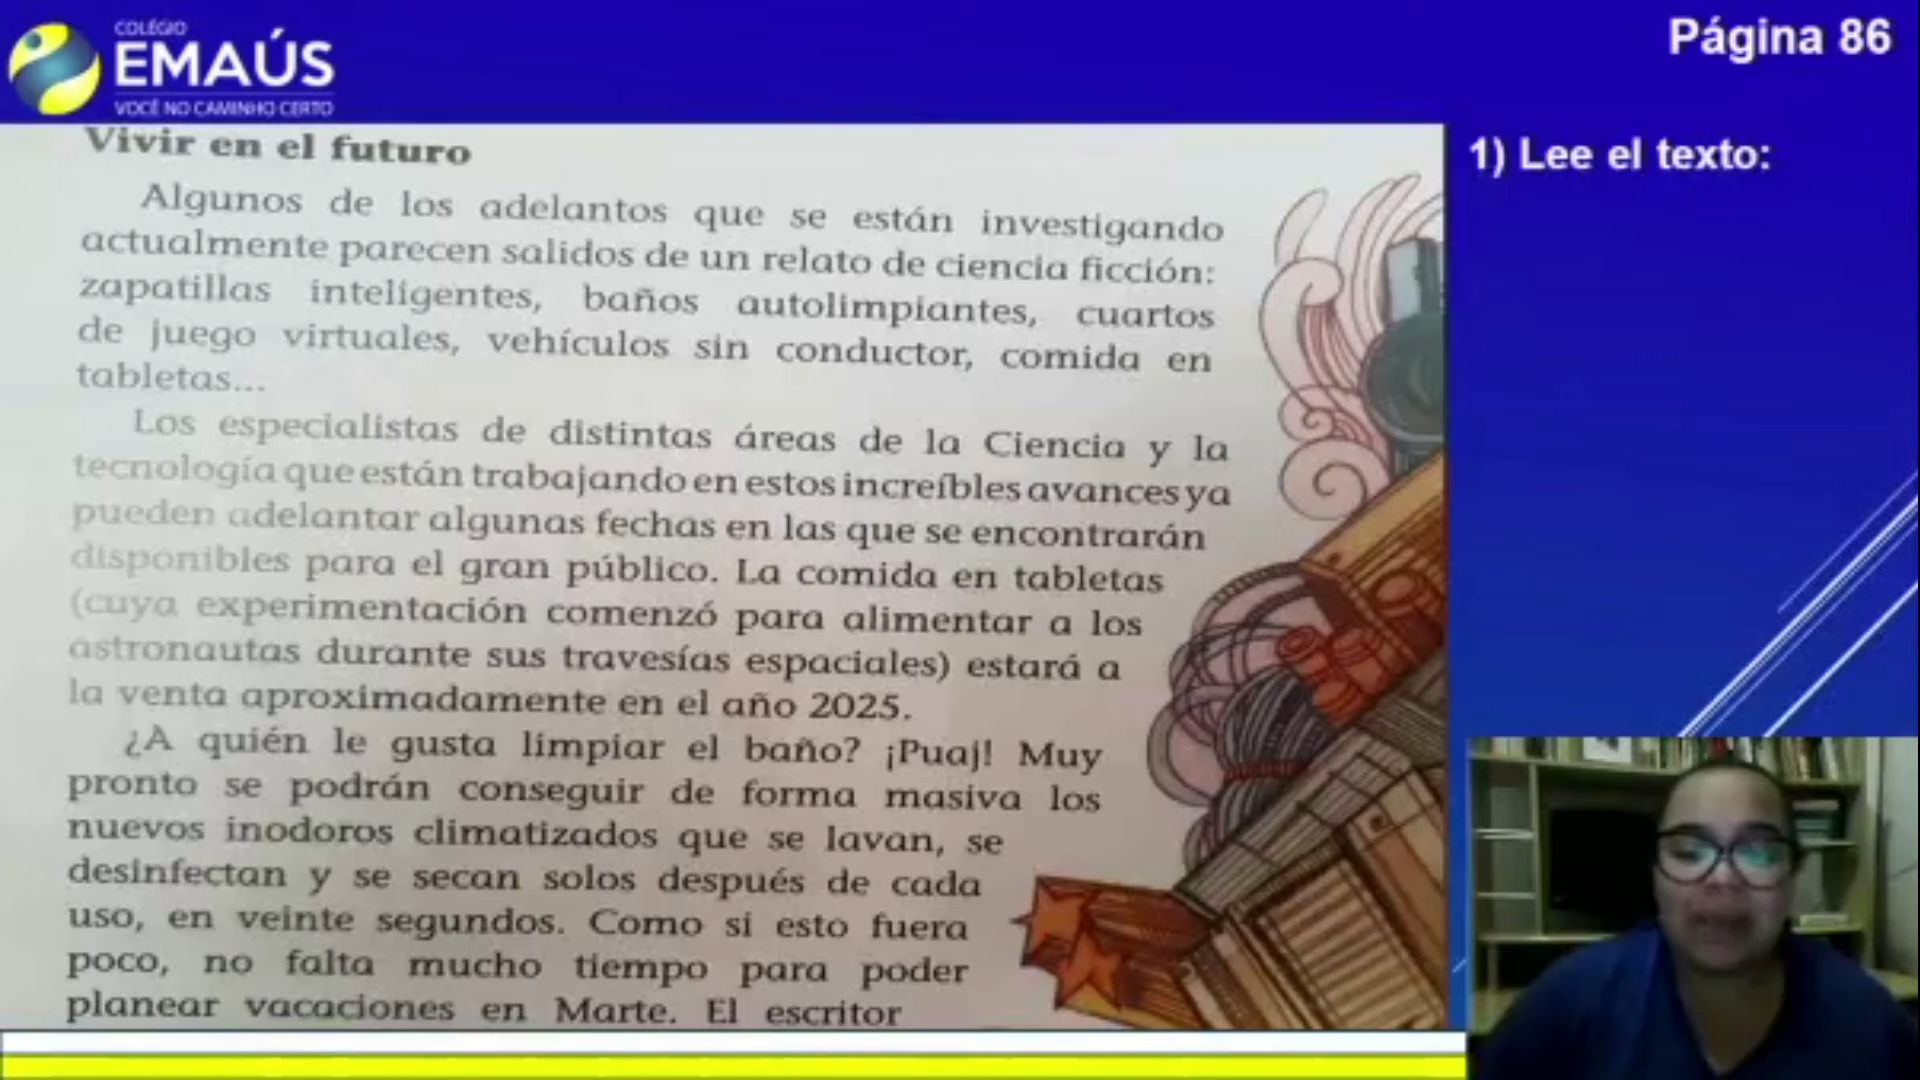 COLÉGIO
EMAÚS
VOCÊ NO CAMINHO CERTO
Página 86
1) Lee el texto:
Vivir en el futuro
Algunos de los adelantos que se están investigando
actualmente parecen salidos de un relato de ciencia ficción:
zapatillas inteligentes, baños autolimpiantes, cuartos
de juego virtuales, vehículos sin conductor, comida en
tabletas...
Los especialistas de distintas áreas de la Ciencia y la
tecnología que están trabajando en estos increíbles avances ya
pueden adelantar algunas fechas en las que se encontrarán
disponibles para el gran público. La comida en tabletas
(cuya experimentación comenzó para alimentar a los
astronautas durante sus travesías espaciales) estará a
la venta aproximadamente en el año 2025.
¿A quién le gusta limpiar el baño? ¡Puaj! Muy
pronto se podrán conseguir de forma masiva los
nuevos inodoros climatizados que se lavan, se
desinfectan y se secan solos después de cada
uso, en veinte segundos. Como si esto fuera
poco, no falta mucho tiempo para poder
planear vacaciones en Marte. El escritor